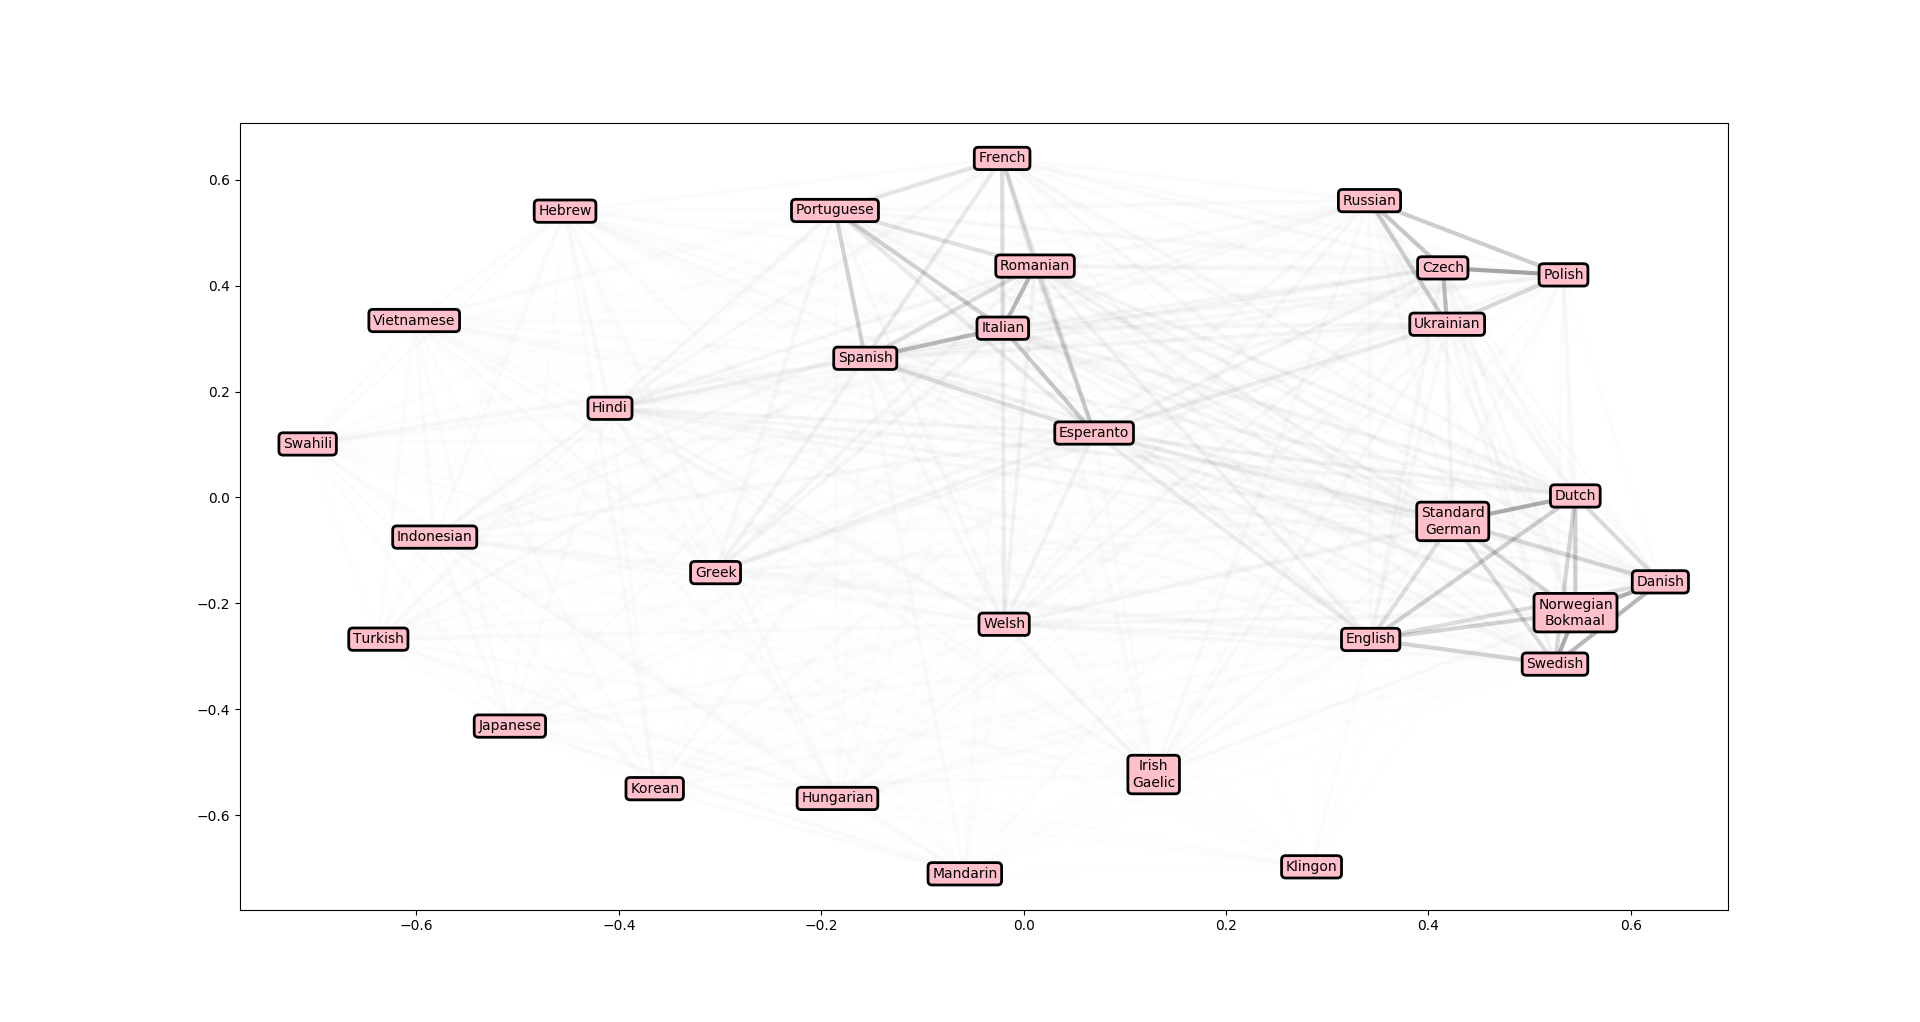 French
Russian
Hebrew
Portuguese
Romanian
Czech
Polish
Vietnamese
Italian
Ukrainian
Spanish
Hindi
Esperanto
Swahili
Dutch
Standard
German
Indonesian
Greek
Danish
Norwegian
Bokmaal
Welsh
Turkish
English
Swedish
Japanese
Irish
Gaelic
Korean
Hungarian
Klingon
Mandarin
0.6
0.4
0.2
0.0
−0.2
−0.4
−0.6
−0.6
−0.4
−0.2
0.0
0.2
0.4
0.6